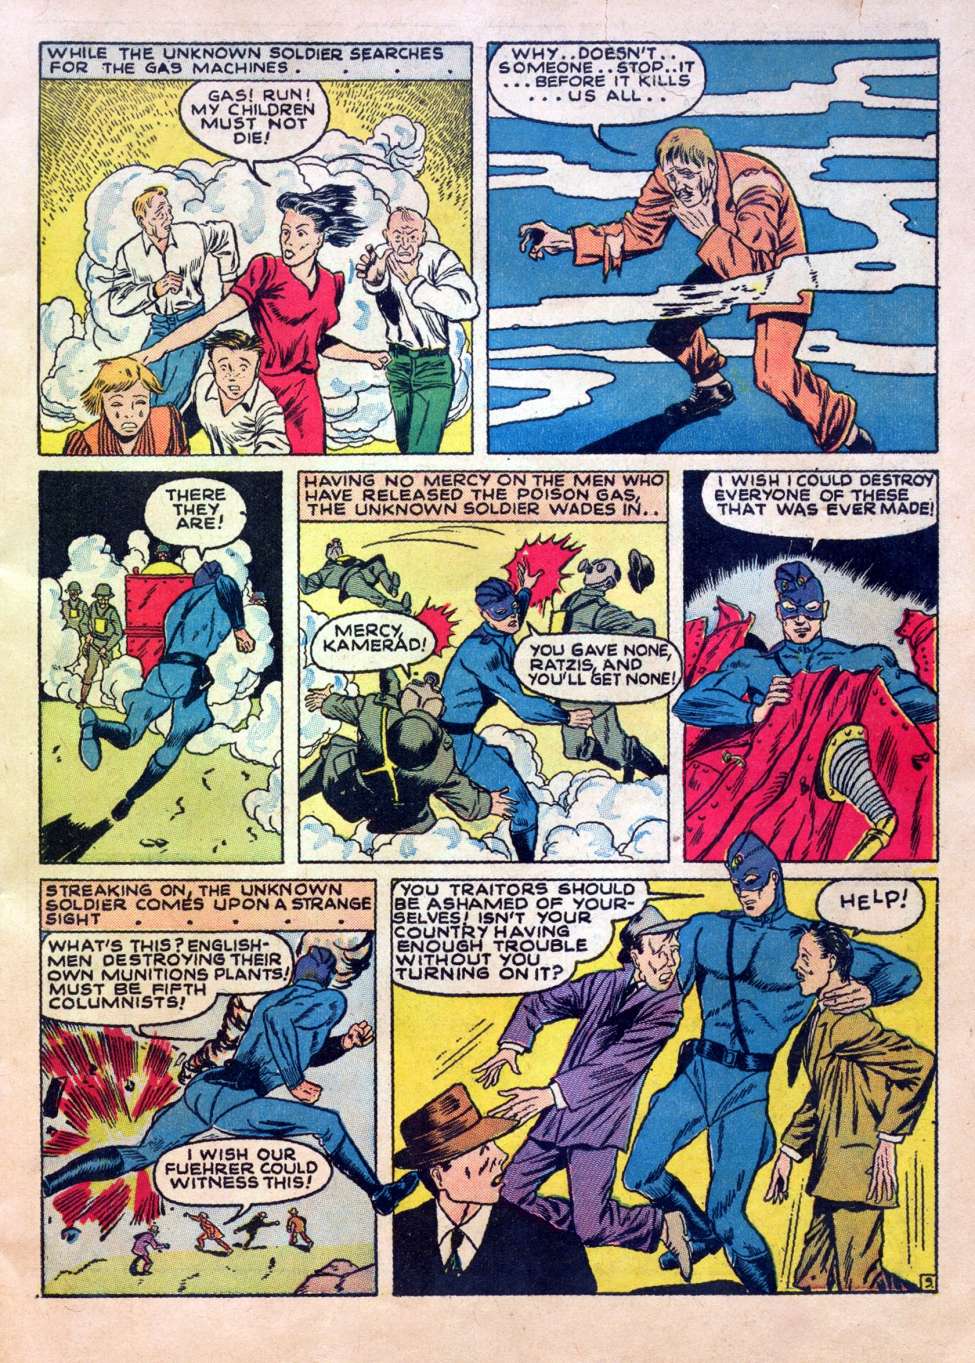 WHILE THE UNKNOWN SOLDIER SEARCHES
FOR THE GAS MACHINES . . . . .
GAS! RUN!
MY CHILDREN
MUST NOT
DIE!
WHY..DOESN'T..
SOMEONE..STOP..IT
...BEFORE IT KILLS
...US ALL..
THERE
THEY
ARE!
HAVING NO MERCY ON THE MEN WHO
HAVE RELEASED THE POISON GAS,
THE UNKNOWN SOLDIER WADES IN..
MERCY,
KAMERAD!
YOU GAVE NONE,
RATZIS, AND
YOU'LL GET NONE!
I WISH I COULD DESTROY
EVERYONE OF THESE
THAT WAS EVER MADE!
STREAKING ON, THE UNKNOWN
SOLDIER COMES UPON A STRANGE
SIGHT . . . . .
WHAT'S THIS? ENGLISH-
MEN DESTROYING THEIR
OWN MUNITIONS PLANTS!
MUST BE FIFTH
COLUMNISTS!
I WISH OUR
FUEHRER COULD
WITNESS THIS!
YOU TRAITORS SHOULD
BE ASHAMED OF YOUR-
SELVES! ISN'T YOUR
COUNTRY HAVING
ENOUGH TROUBLE
WITHOUT YOU
TURNING ON IT?
HELP!